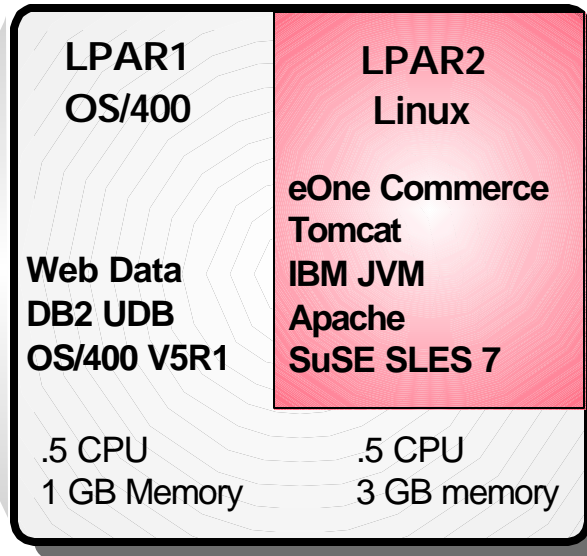 LPAR1
OS/400
Web Data
DB2 UDB
OS/400 V5R1
.5 CPU
1 GB Memory
LPAR2
Linux
eOne Commerce
Tomcat
IBM JVM
Apache
SuSE SLES 7
.5 CPU
3 GB memory